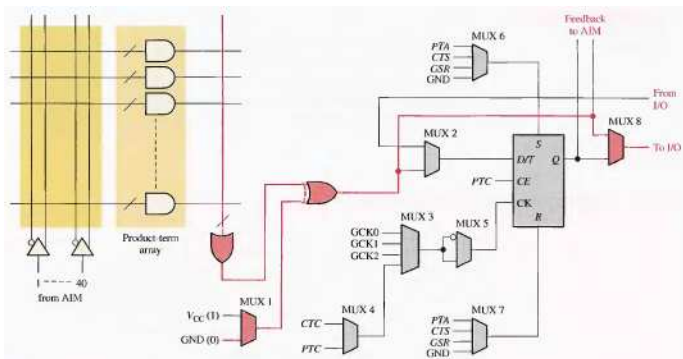 Feedback
to AIM
MUX 6
PTA
CTS
GSR
GND
From
I/O
MUX 8
MUX 2
S
D/T
Q
To I/O
PTC
CE
CK
R
MUX 5
MUX 3
GCK0
GCK1
GCK2
Product-term
array
40
from AIM
MUX 1
VCC (1)
GND (0)
MUX 4
CTC
PTC
MUX 7
PTA
CTS
GSR
GND